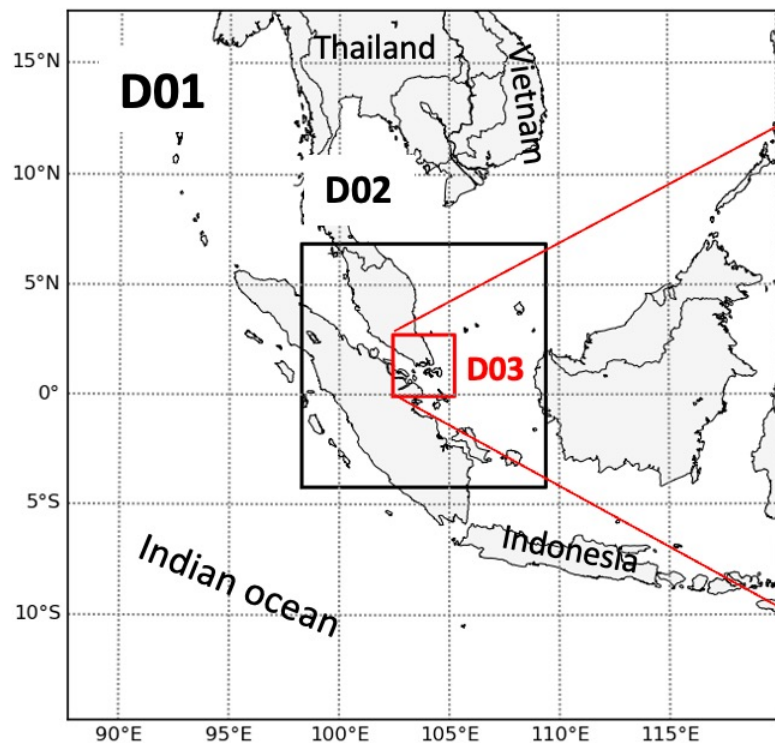 15°N
Thailand
Vietnam
D01
10°N
D02
5°N
D03
0°
5°S
Indonesia
Indian ocean
10°S
90°E 95°E 100°E 105°E 110°E 115°E